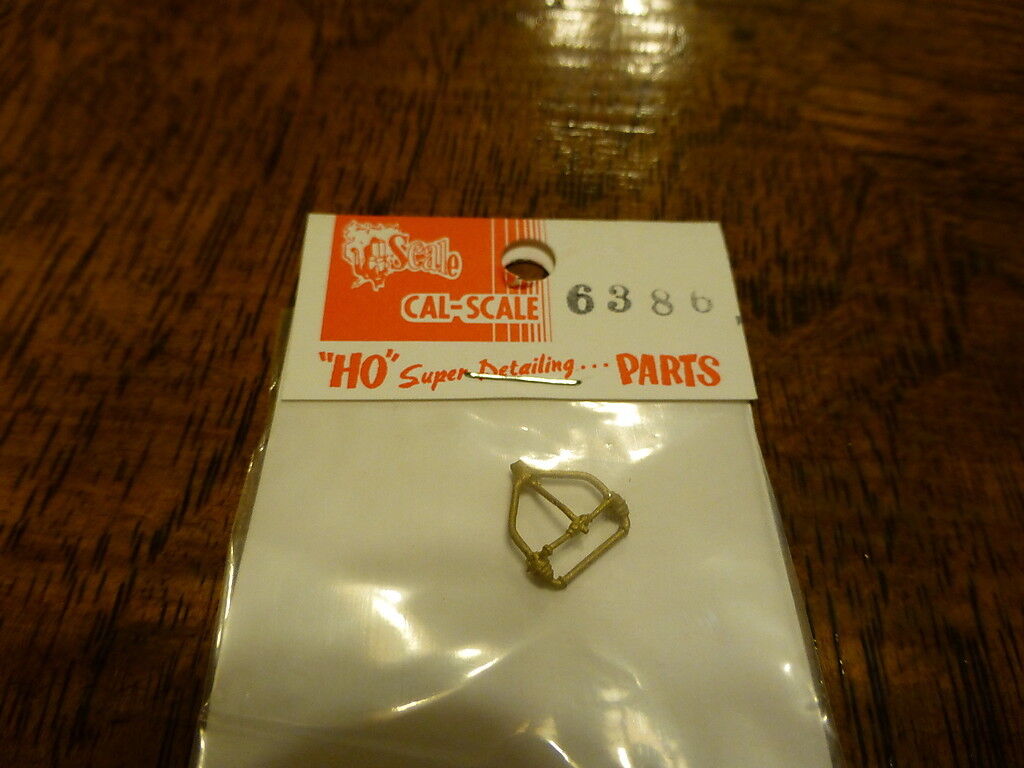 Scale
CAL-SCALE
6386
"HO" Super Detailing... PARTS